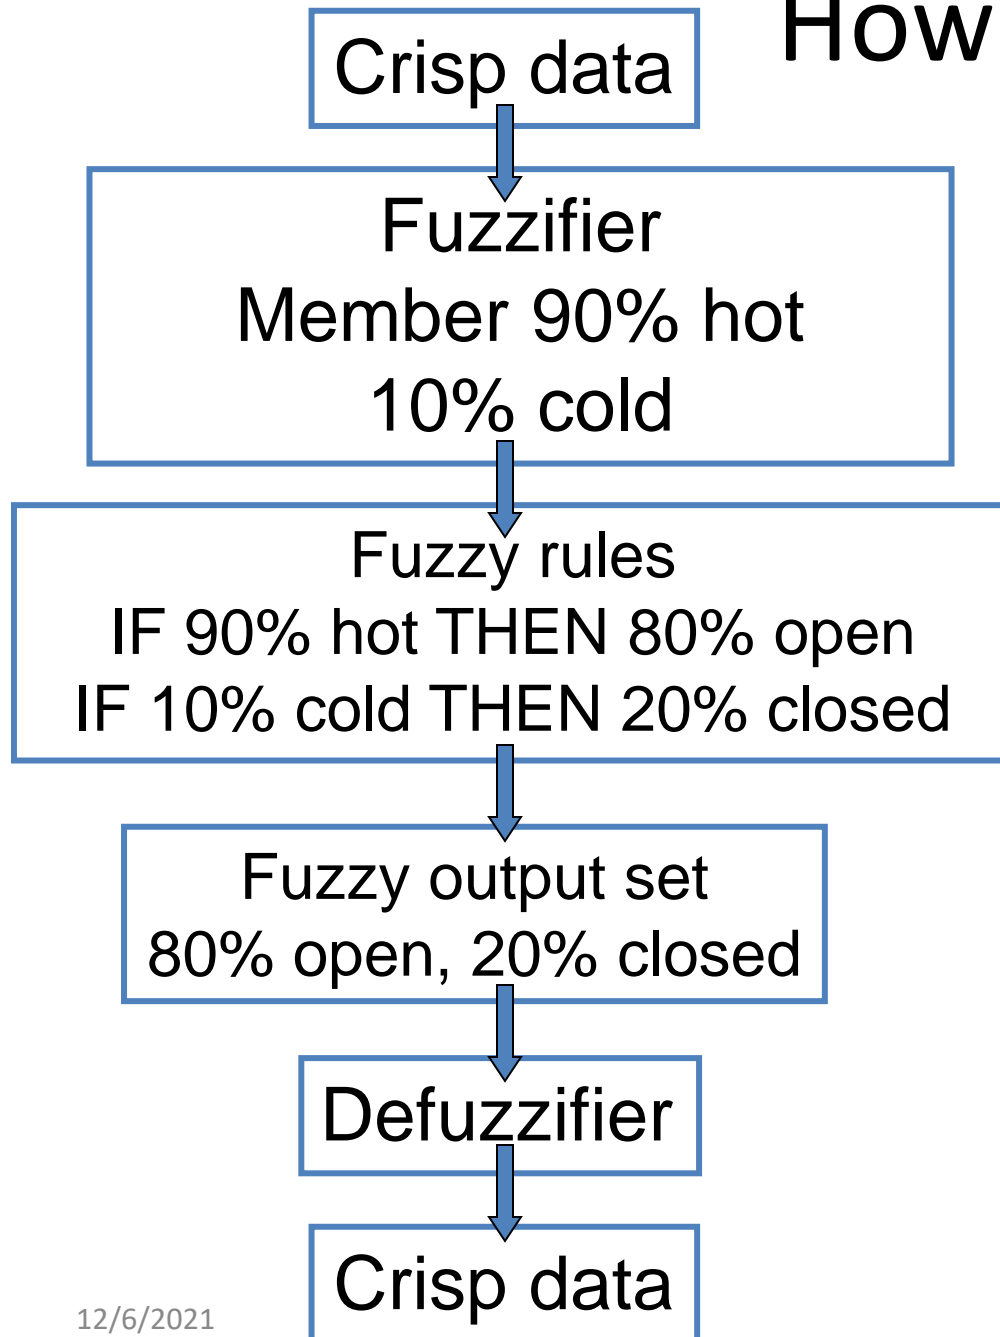 How
Crisp data
Fuzzifier
Member 90% hot
10% cold
Fuzzy rules
IF 90% hot THEN 80% open
IF 10% cold THEN 20% closed
Fuzzy output set
80% open, 20% closed
Defuzzifier
Crisp data
12/6/2021